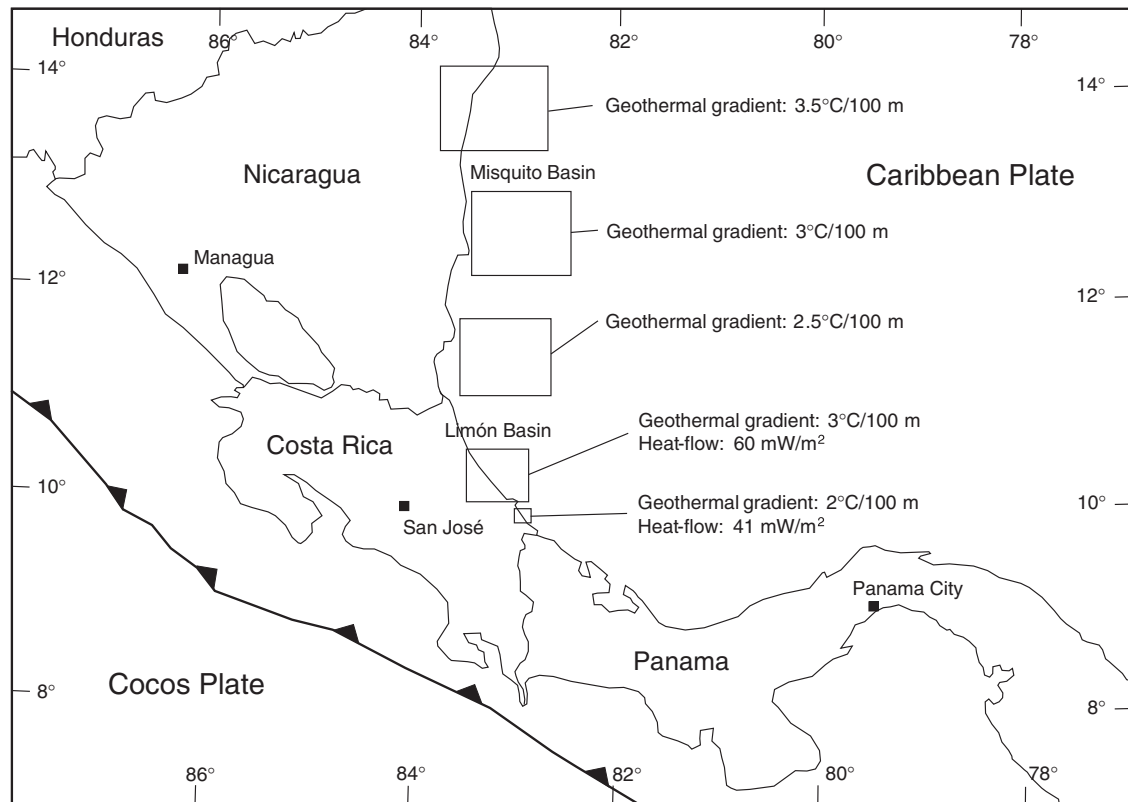 Honduras
86°
84°
82°
80°
78°
14°
14°
Geothermal gradient: 3.5°C/100 m
Nicaragua
Misquito Basin
Caribbean Plate
Geothermal gradient: 3°C/100 m
Managua
12°
12°
Geothermal gradient: 2.5°C/100 m
Costa Rica
Limón Basin
Geothermal gradient: 3°C/100 m
Heat-flow: 60 mW/m²
10°
10°
San José
Geothermal gradient: 2°C/100 m
Heat-flow: 41 mW/m²
Panama City
Panama
Cocos Plate
8°
8°
86°
84°
82°
80°
78°